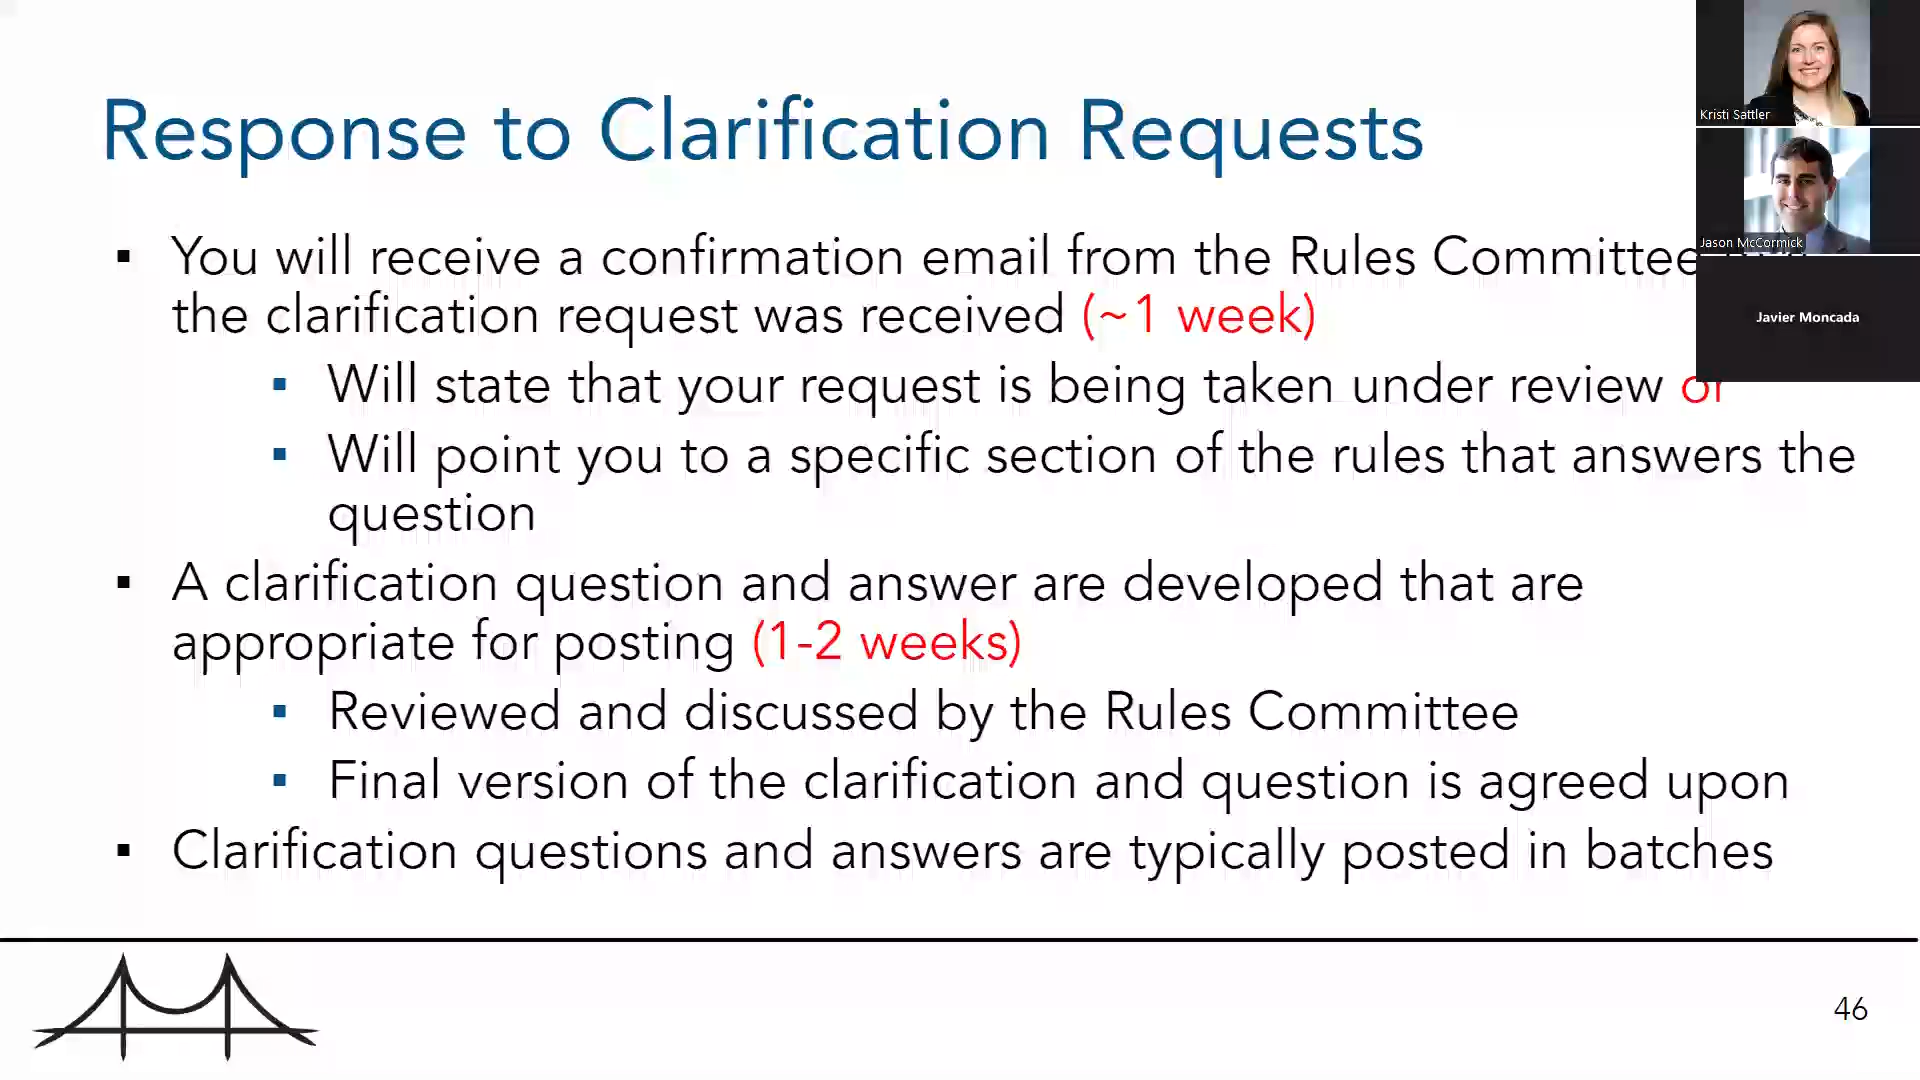 Response to Clarification Requests
▪ You will receive a confirmation email from the Rules Committee
the clarification request was received (~1 week)
▪ Will state that your request is being taken under review or
▪ Will point you to a specific section of the rules that answers the
question
▪ A clarification question and answer are developed that are
appropriate for posting (1-2 weeks)
▪ Reviewed and discussed by the Rules Committee
▪ Final version of the clarification and question is agreed upon
▪ Clarification questions and answers are typically posted in batches
46
Kristi Sattler
Jason McCormick
Javier Moncada